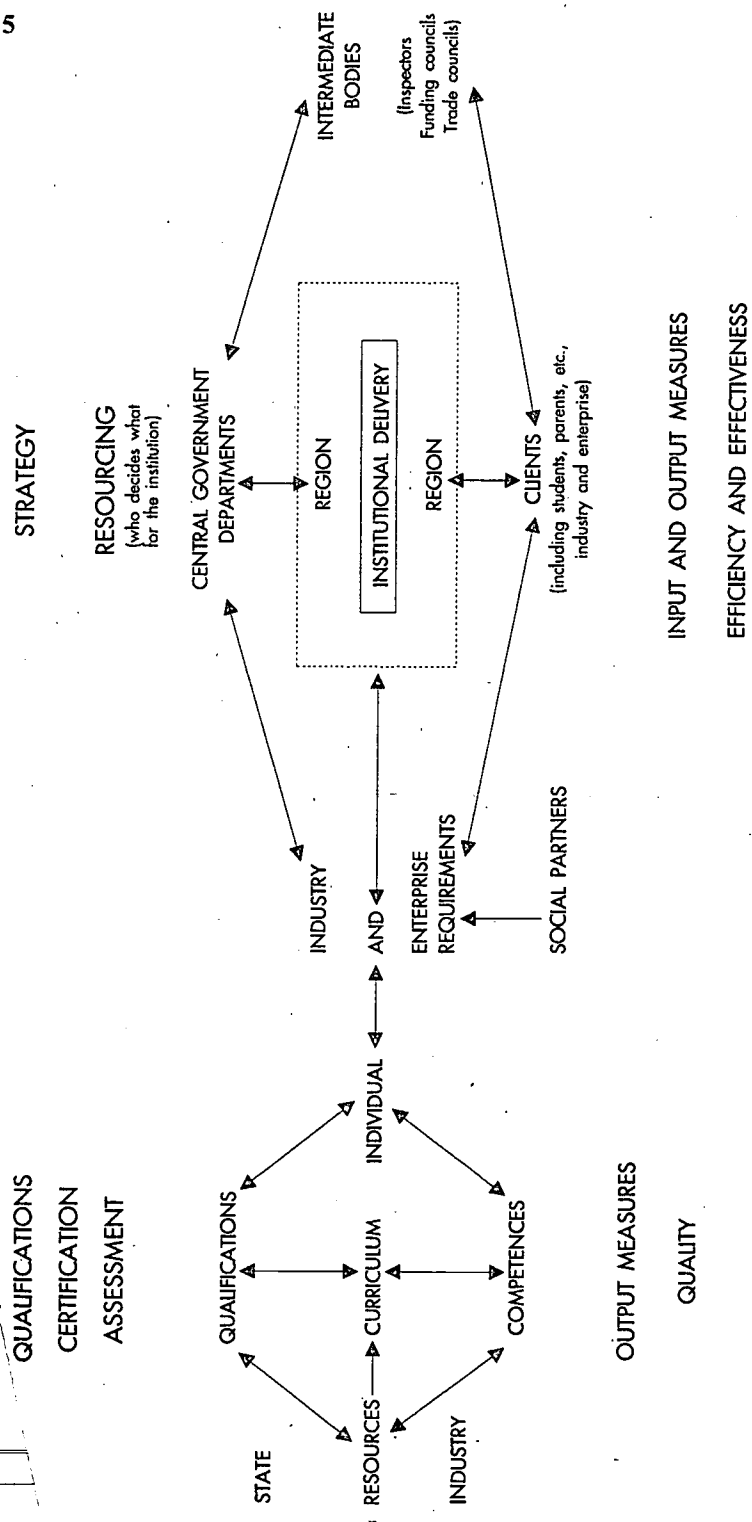 5
QUALIFICATIONS
CERTIFICATION
ASSESSMENT
STATE
QUALIFICATIONS
RESOURCES
CURRICULUM
INDIVIDUAL
INDUSTRY
COMPETENCES
OUTPUT MEASURES
QUALITY
STRATEGY
RESOURCING
(who decides what
for the institution)
CENTRAL GOVERNMENT
DEPARTMENTS
INDUSTRY
AND
ENTERPRISE
REQUIREMENTS
SOCIAL PARTNERS
REGION
INSTITUTIONAL DELIVERY
REGION
CLIENTS
(including students, parents, etc.,
industry and enterprise)
INTERMEDIATE
BODIES
(Inspectors
Funding councils
Trade councils)
INPUT AND OUTPUT MEASURES
EFFICIENCY AND EFFECTIVENESS